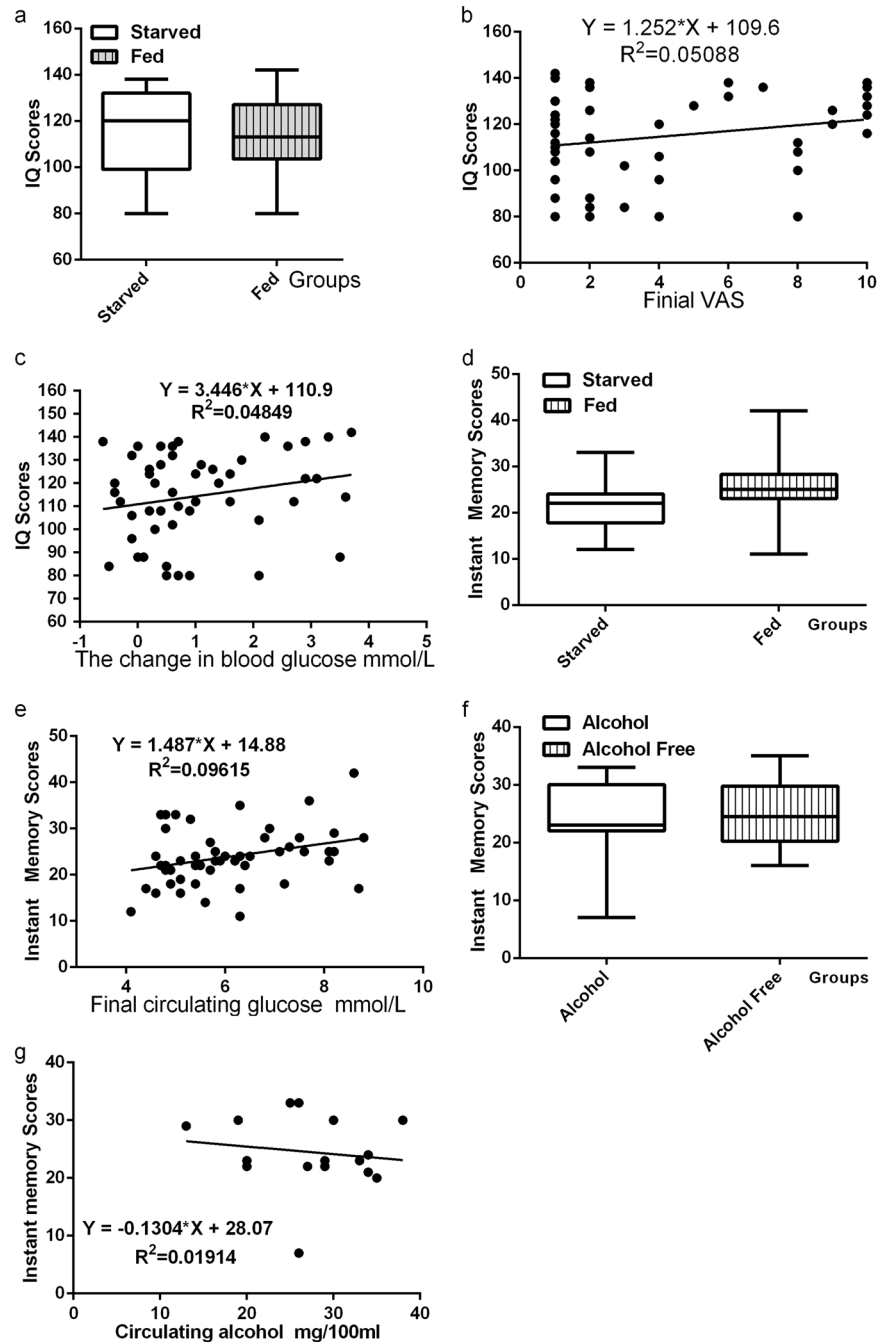 a
Starved
Fed
160
140
120
100
80
60
IQ Scores
Starved
Fed
Groups
b
Y = 1.252*X + 109.6
R²=0.05088
160
140
120
100
80
60
IQ Scores
0 2 4 6 8 10
Finial VAS
c
Y = 3.446*X + 110.9
R²=0.04849
160
150
140
130
120
110
100
90
80
70
60
IQ Scores
-1 0 1 2 3 4 5
The change in blood glucose mmol/L
d
Starved
Fed
50
40
30
20
10
0
Instant Memory Scores
Starved
Fed
Groups
e
Y = 1.487*X + 14.88
R²=0.09615
50
40
30
20
10
0
Instant Memory Scores
4 6 8 10
Final circulating glucose mmol/L
f
Alcohol
Alcohol Free
40
30
20
10
0
Instant Memory Scores
Alcohol
Alcohol Free
Groups
g
40
30
20
10
0
Instant memory Scores
Y = -0.1304*X + 28.07
R²=0.01914
0 10 20 30 40
Circulating alcohol mg/100ml